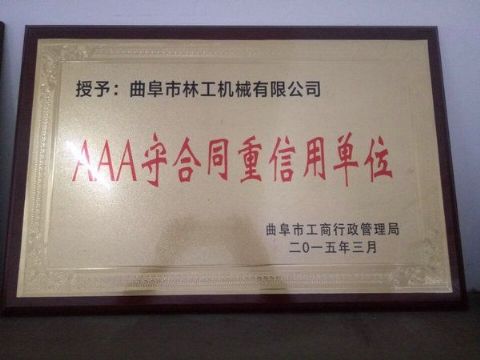 授予：曲阜市林工机械有限公司
AAA守合同重信用单位
曲阜市工商行政管理局
二〇一五年三月